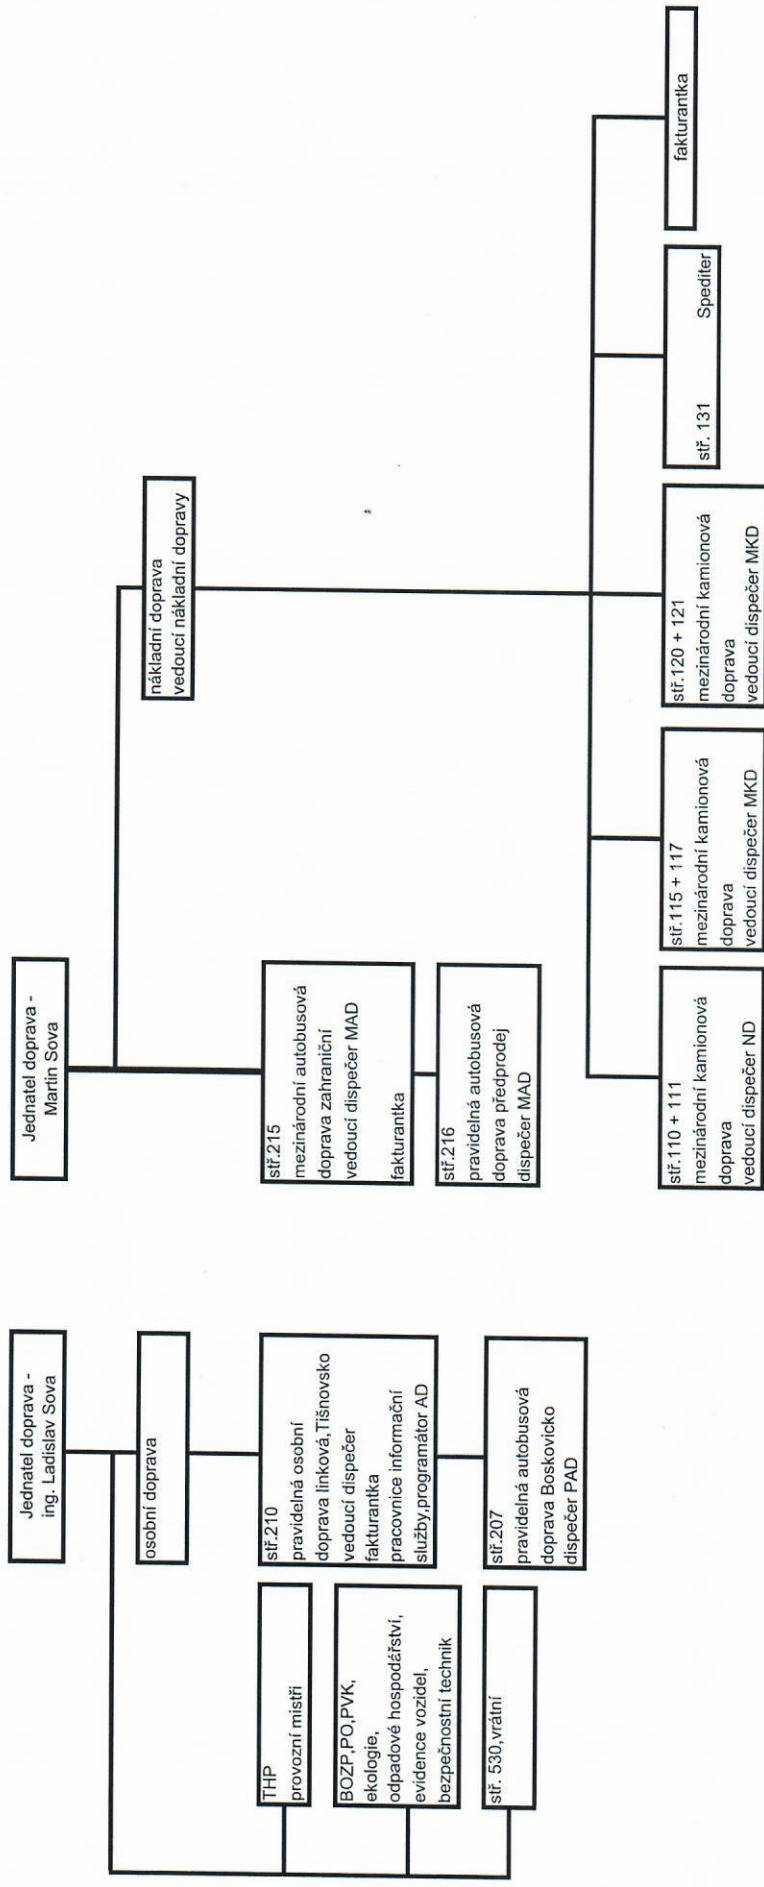 Jednatel doprava -
ing. Ladislav Sova
osobní doprava
THP
provozní mistři
BOZP,PO,PVK,
ekologie,
odpadové hospodářství,
evidence vozidel,
bezpečnostní technik
stř. 530,vrátní
stř.210
pravidelná osobní
doprava linková,Tišnovsko
vedoucí dispečer
fakturantka
pracovnice informační
služby,programátor AD
stř.207
pravidelná autobusová
doprava Boskovicko
dispečer PAD
Jednatel doprava -
Martin Sova
stř.215
mezinárodní autobusová
doprava zahraniční
vedoucí dispečer MAD
fakturantka
stř.216
pravidelná autobusová
doprava předprodej
dispečer MAD
nákladní doprava
vedoucí nákladní dopravy
stř.110 + 111
mezinárodní kamionová
doprava
vedoucí dispečer ND
stř.115 + 117
mezinárodní kamionová
doprava
vedoucí dispečer MKD
stř.120 + 121
mezinárodní kamionová
doprava
vedoucí dispečer MKD
stř. 131 Spediter
fakturantka